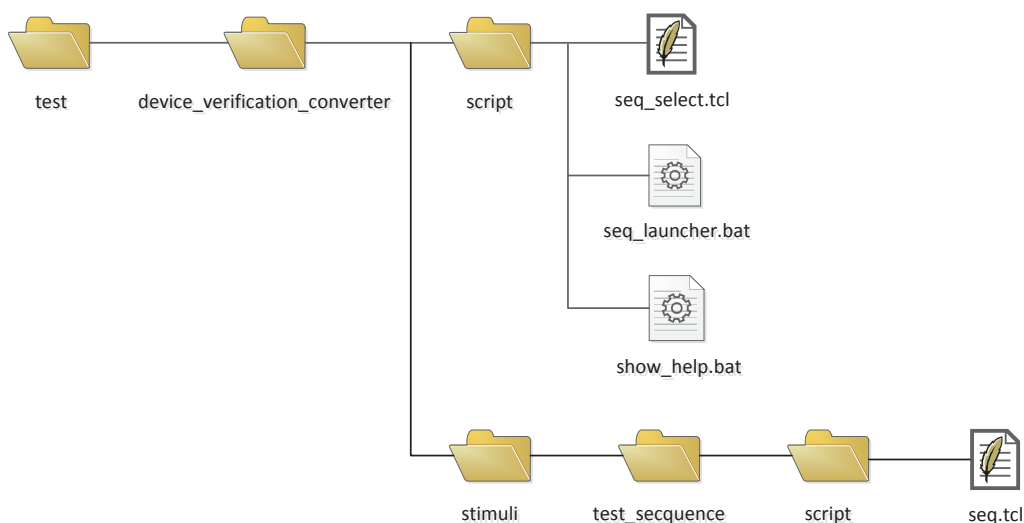 test
device_verification_converter
script
seq_select.tcl
seq_launcher.bat
show_help.bat
stimuli
test_secquence
script
seq.tcl